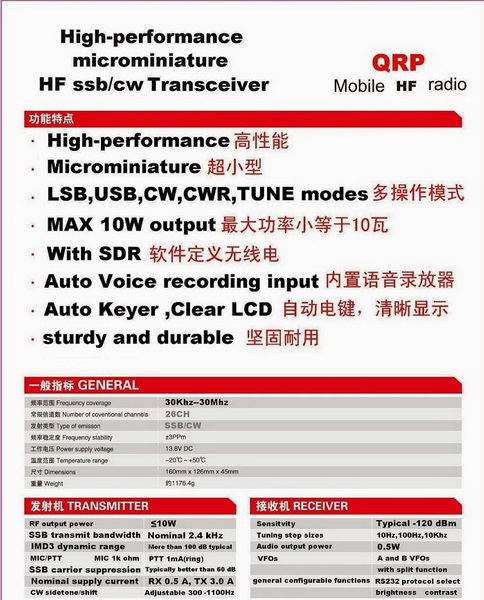 High-performance
microminiature
HF ssb/cw Transceiver
QRP
Mobile HF radio
功能特点
· High-performance 高性能
· Microminiature 超小型
· LSB,USB,CW,CWR,TUNE modes 多操作模式
· MAX 10W output 最大功率小等于10瓦
· With SDR 软件定义无线电
· Auto Voice recording input 内置语音录放器
· Auto Keyer ,Clear LCD 自动电键，清晰显示
· sturdy and durable 坚固耐用
一般指标 GENERAL
频率范围 Frequency coverage 30Khz--30Mhz
常规信道数 Number of coventional channels 26CH
发射类型 Type of emisson SSB/CW
频率稳定度 Frequency stability ±3PPm
工作电压 Power supply voltage 13.8V DC
温度范围 Temperature range -20℃ - +50℃
尺寸 Dimensions 160mm x 126mm x 45mm
重量 Weight 约1176.4g
发射机 TRANSMITTER
RF output power ≤10W
SSB transmit bandwidth Nominal 2.4 kHz
IMD3 dynamic range More than 100 dB typical
MIC/PTT MIC 1k ohm PTT 1mA(ring)
SSB carrier suppression Typically better than 60 dB
Nominal supply current RX 0.5 A, TX 3.0 A
CW sidetone/shift Adjustable 300 -1100Hz
接收机 RECEIVER
Sensetvity Typical -120 dBm
Tuning step sizes 10Hz,100Hz,10Khz
Audio output power 0.5W
VFOs A and B VFOs
with split function
general configurable functions RS232 protocol select
brightness contrast